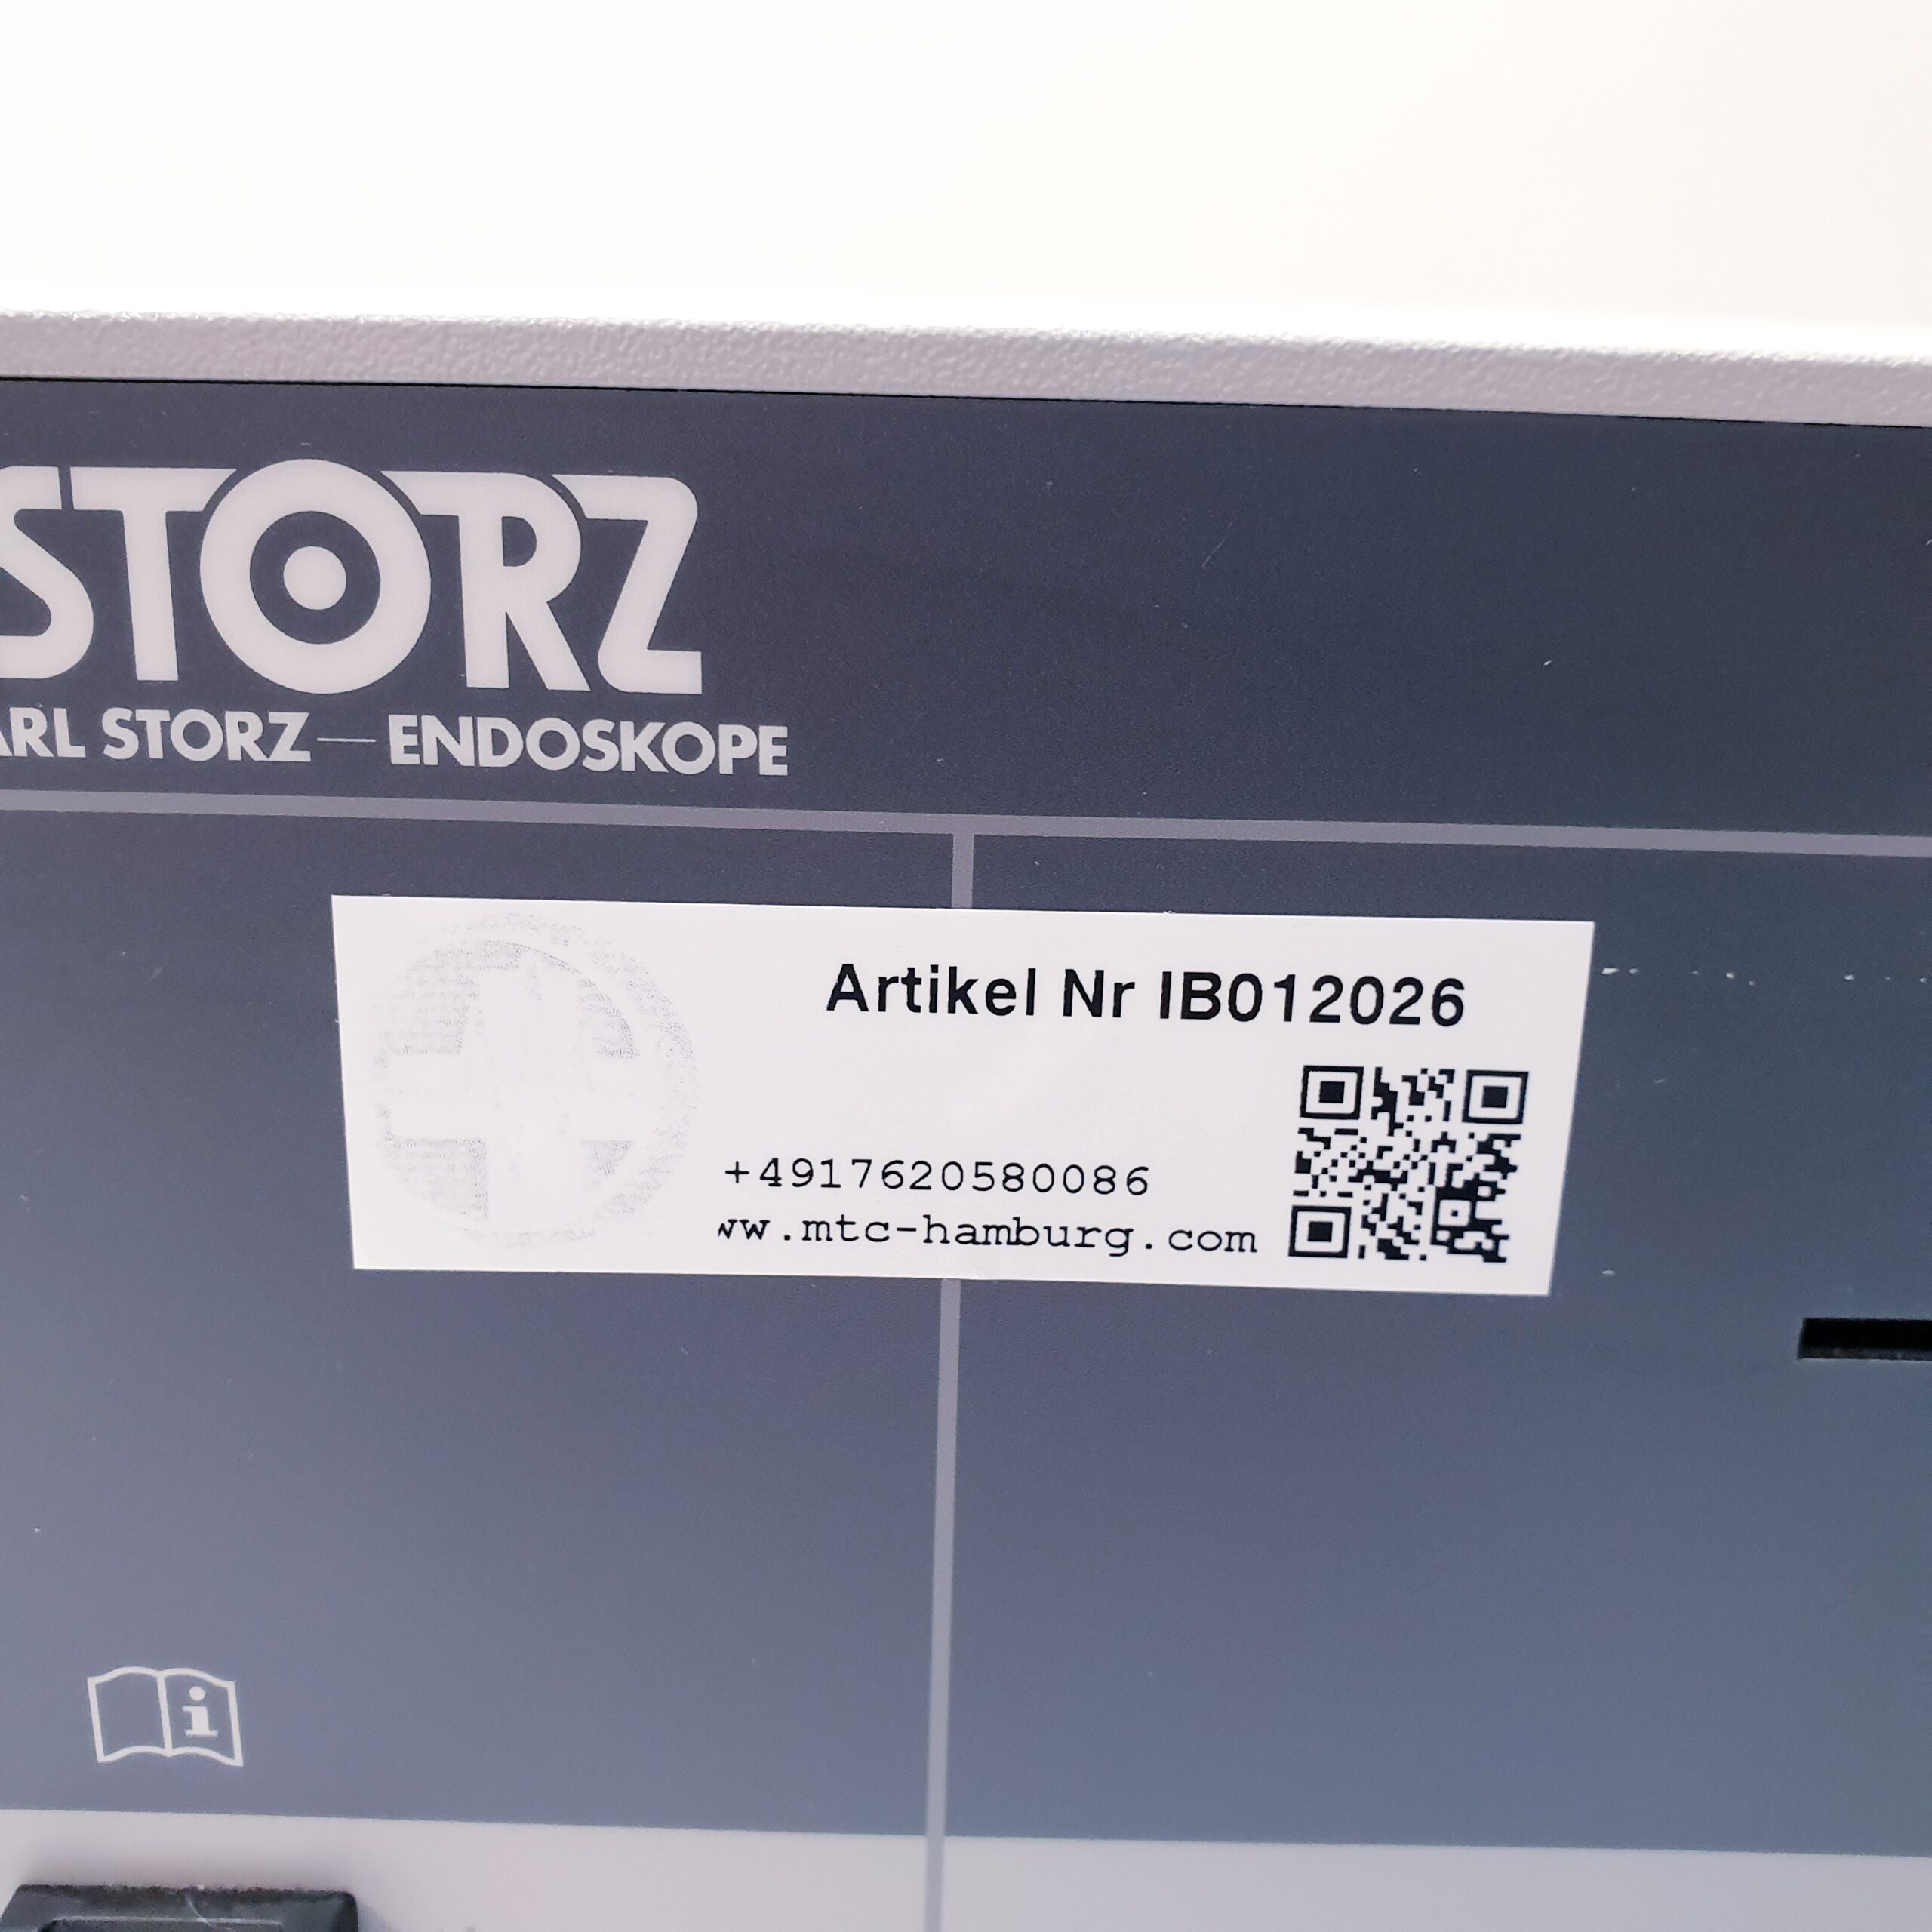 STORZ
ARL STORZ—ENDOSKOPE
Artikel Nr IB012026
+4917620580086
ww.mtc-hamburg.com
i